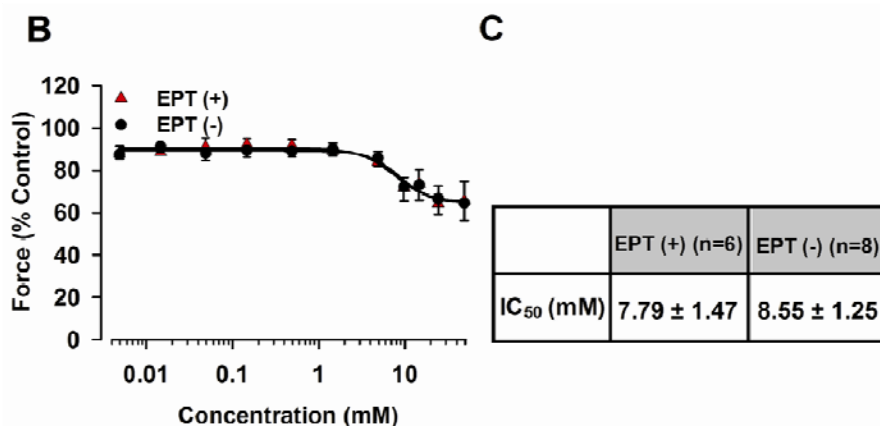 B
C
120
100
80
60
40
20
0
Force (% Control)
EPT (+)
EPT (-)
0.01
0.1
1
10
Concentration (mM)
EPT (+) (n=6)
EPT (-) (n=8)
IC50 (mM)
7.79 ± 1.47
8.55 ± 1.25